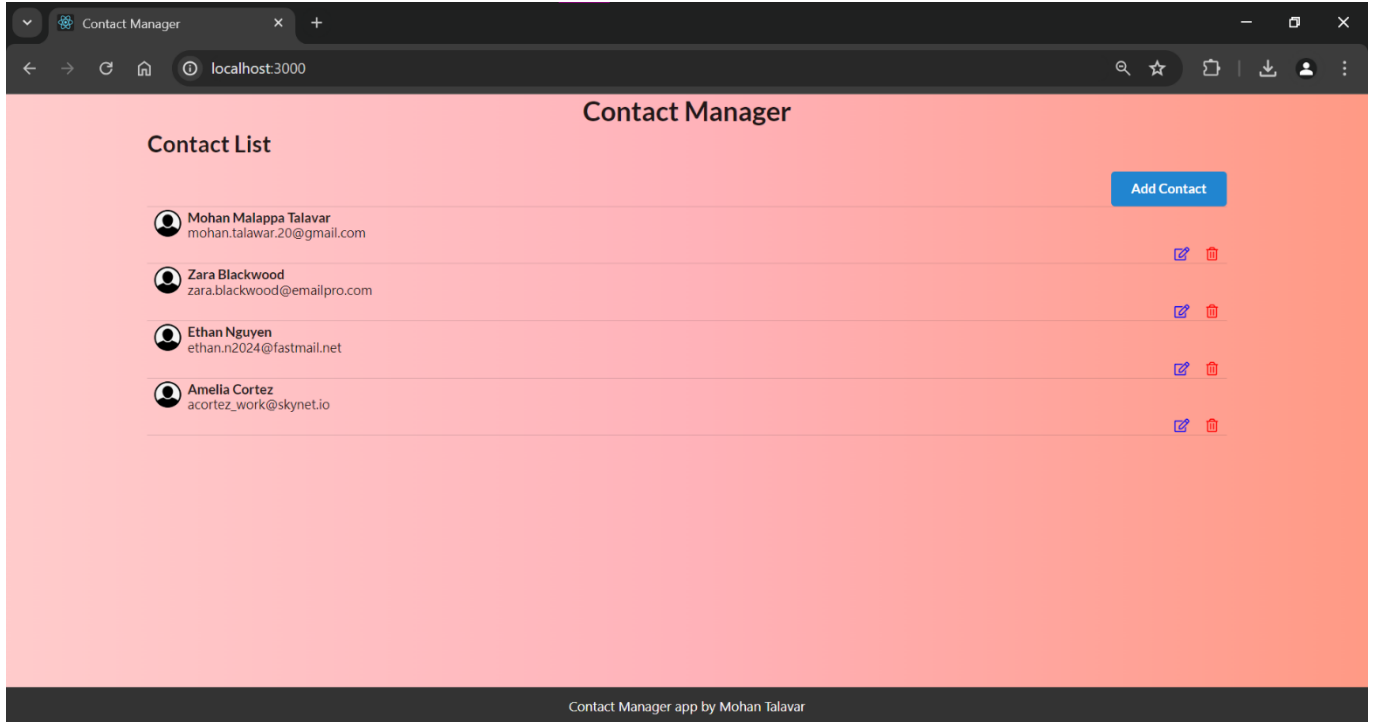 Contact Manager
localhost:3000
Contact Manager
Contact List
Add Contact
Mohan Malappa Talavar
mohan.talawar.20@gmail.com
Zara Blackwood
zara.blackwood@emailpro.com
Ethan Nguyen
ethan.n2024@fastmail.net
Amelia Cortez
acortez_work@skynet.io
Contact Manager app by Mohan Talavar